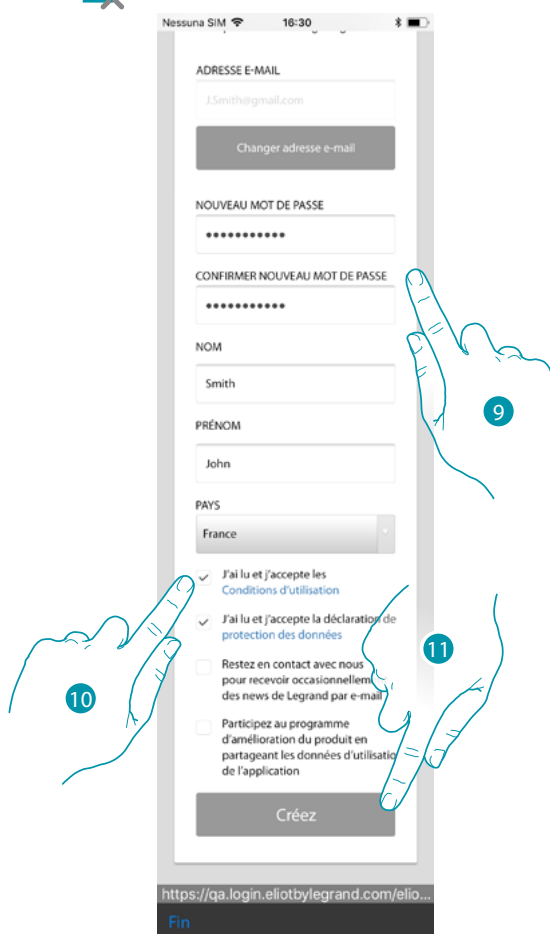 Nessuna SIM 16:30
ADRESSE E-MAIL
J.Smith@gmail.com
Changer adresse e-mail
NOUVEAU MOT DE PASSE
•••••••••••
CONFIRMER NOUVEAU MOT DE PASSE
•••••••••••
NOM
Smith
9
PRÉNOM
John
PAYS
France
J'ai lu et j'accepte les
Conditions d'utilisation
J'ai lu et j'accepte la déclaration de
protection des données
11
Restez en contact avec nous
pour recevoir occasionnellem
des news de Legrand par e-mail
10
Participez au programme
d'amélioration du produit en
partageant les données d'utilisatio
de l'application
Créez
https://qa.login.eliotbylegrand.com/elio...
Fin